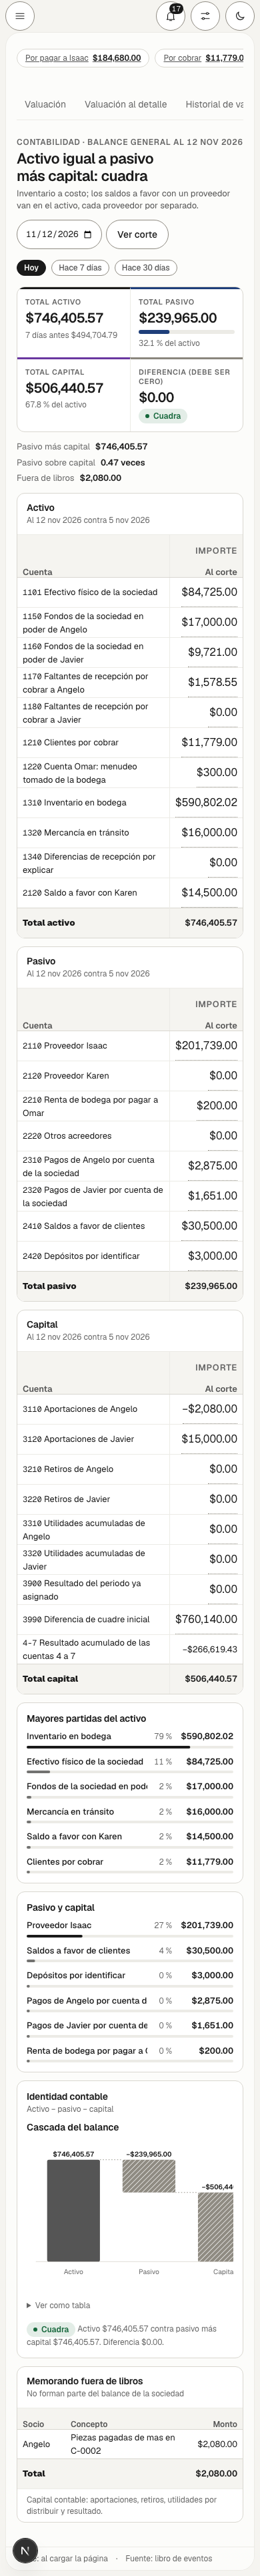 17
Por pagar a Isaac $184,680.00
Por cobrar $11,779.0
Valuación Valuación al detalle Historial de va
CONTABILIDAD · BALANCE GENERAL AL 12 NOV 2026
Activo igual a pasivo
más capital: cuadra
Inventario a costo; los saldos a favor con un proveedor
van en el activo, cada proveedor por separado.
11/12/2026 Ver corte
Hoy Hace 7 días Hace 30 días
TOTAL ACTIVO
$746,405.57
7 días antes $494,704.79
TOTAL PASIVO
$239,965.00
32.1 % del activo
TOTAL CAPITAL
$506,440.57
67.8 % del activo
DIFERENCIA (DEBE SER
CERO)
$0.00
Cuadra
Pasivo más capital $746,405.57
Pasivo sobre capital 0.47 veces
Fuera de libros $2,080.00
Activo
Al 12 nov 2026 contra 5 nov 2026
IMPORTE
Cuenta Al corte
1101 Efectivo físico de la sociedad $84,725.00
1150 Fondos de la sociedad en
poder de Angelo $17,000.00
1160 Fondos de la sociedad en
poder de Javier $9,721.00
1170 Faltantes de recepción por
cobrar a Angelo $1,578.55
1180 Faltantes de recepción por
cobrar a Javier $0.00
1210 Clientes por cobrar $11,779.00
1220 Cuenta Omar: menudeo
tomado de la bodega $300.00
1310 Inventario en bodega $590,802.02
1320 Mercancía en tránsito $16,000.00
1340 Diferencias de recepción por
explicar $0.00
2120 Saldo a favor con Karen $14,500.00
Total activo $746,405.57
Pasivo
Al 12 nov 2026 contra 5 nov 2026
IMPORTE
Cuenta Al corte
2110 Proveedor Isaac $201,739.00
2120 Proveedor Karen $0.00
2210 Renta de bodega por pagar a
Omar $200.00
2220 Otros acreedores $0.00
2310 Pagos de Angelo por cuenta
de la sociedad $2,875.00
2320 Pagos de Javier por cuenta de
la sociedad $1,651.00
2410 Saldos a favor de clientes $30,500.00
2420 Depósitos por identificar $3,000.00
Total pasivo $239,965.00
Capital
Al 12 nov 2026 contra 5 nov 2026
IMPORTE
Cuenta Al corte
3110 Aportaciones de Angelo −$2,080.00
3120 Aportaciones de Javier $15,000.00
3210 Retiros de Angelo $0.00
3220 Retiros de Javier $0.00
3310 Utilidades acumuladas de
Angelo $0.00
3320 Utilidades acumuladas de
Javier $0.00
3900 Resultado del periodo ya
asignado $0.00
3990 Diferencia de cuadre inicial $760,140.00
4-7 Resultado acumulado de las
cuentas 4 a 7 −$266,619.43
Total capital $506,440.57
Mayores partidas del activo
Inventario en bodega 79 % $590,802.02
Efectivo físico de la sociedad 11 % $84,725.00
Fondos de la sociedad en pod 2 % $17,000.00
Mercancía en tránsito 2 % $16,000.00
Saldo a favor con Karen 2 % $14,500.00
Clientes por cobrar 2 % $11,779.00
Pasivo y capital
Proveedor Isaac 27 % $201,739.00
Saldos a favor de clientes 4 % $30,500.00
Depósitos por identificar 0 % $3,000.00
Pagos de Angelo por cuenta d 0 % $2,875.00
Pagos de Javier por cuenta de 0 % $1,651.00
Renta de bodega por pagar a 0 % $200.00
Identidad contable
Activo − pasivo − capital
Cascada del balance
$746,405.57 −$239,965.00 −$506,44
Activo Pasivo Capita
Ver como tabla
Cuadra Activo $746,405.57 contra pasivo más
capital $746,405.57. Diferencia $0.00.
Memorando fuera de libros
No forman parte del balance de la sociedad
Socio Concepto Monto
Angelo Piezas pagadas de mas en
C-0002 $2,080.00
Total $2,080.00
Capital contable: aportaciones, retiros, utilidades por
distribuir y resultado.
N : al cargar la página · Fuente: libro de eventos